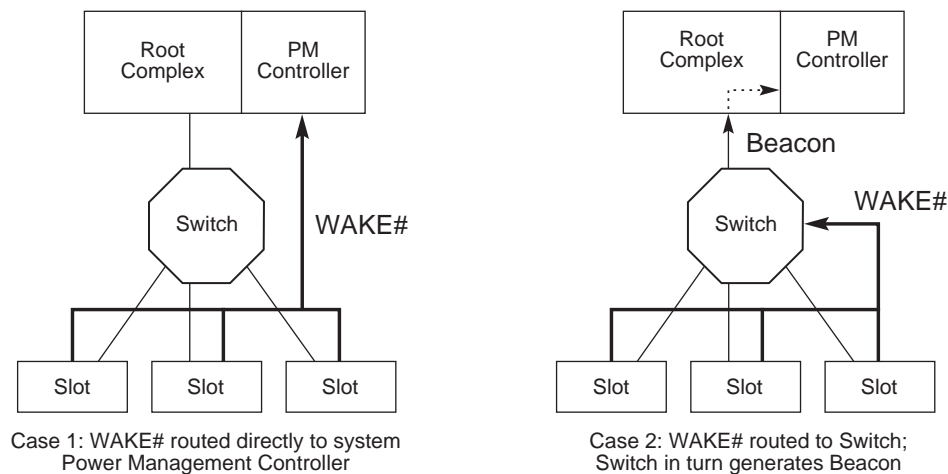 Root
Complex
PM
Controller
Switch
WAKE#
Slot
Slot
Slot
Case 1: WAKE# routed directly to system
Power Management Controller
Root
Complex
PM
Controller
Beacon
WAKE#
Switch
Slot
Slot
Slot
Case 2: WAKE# routed to Switch;
Switch in turn generates Beacon